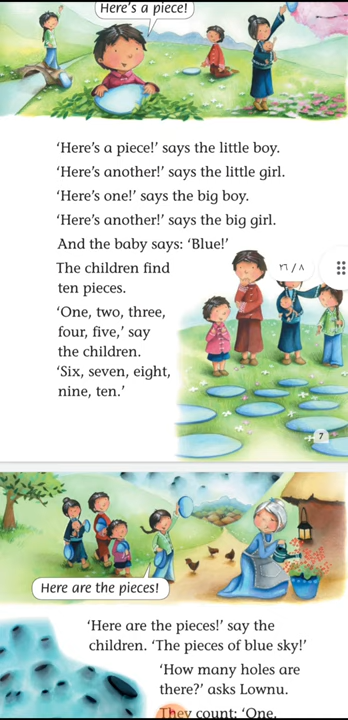 Here's a piece!
'Here's a piece!' says the little boy.
'Here's another!' says the little girl.
'Here's one!' says the big boy.
'Here's another!' says the big girl.
And the baby says: 'Blue!'
The children find
ten pieces.
٢٦/٨
'One, two, three,
four, five,' say
the children.
'Six, seven, eight,
nine, ten.'
7
Here are the pieces!
'Here are the pieces!' say the
children. 'The pieces of blue sky!'
'How many holes are
there?' asks Lownu.
They count: 'One,